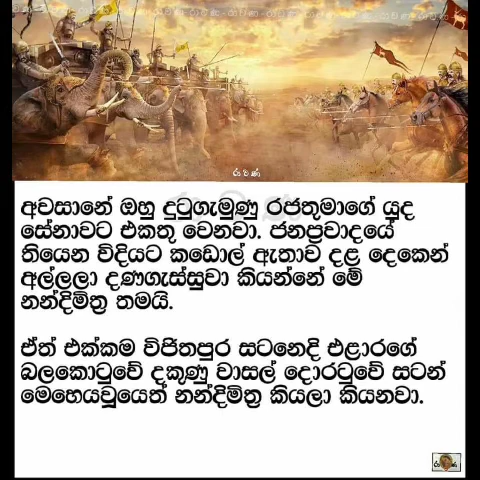 රාවණ
අවසානේ ඔහු දුටුගැමුණු රජතුමාගේ යුද
සේනාවට එකතු වෙනවා. ජනප්‍රවාදයේ
තියෙන විදියට කඩොල් ඇතාව දළ දෙකෙන්
අල්ලලා දණගැස්සුවා කියන්නේ මේ
නන්දිමිත්‍ර තමයි.
ඒත් එක්කම විජිතපුර සටනෙදි එළාරගේ
බලකොටුවේ දකුණු වාසල් දොරටුවේ සටන්
මෙහෙයවූයෙත් නන්දිමිත්‍ර කියලා කියනවා.